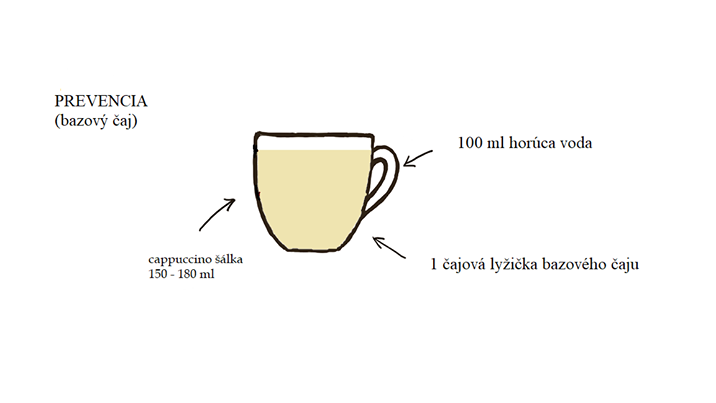 PREVENCIA
(bazový čaj)
100 ml horúca voda
cappuccino šálka
150 - 180 ml
1 čajová lyžička bazového čaju